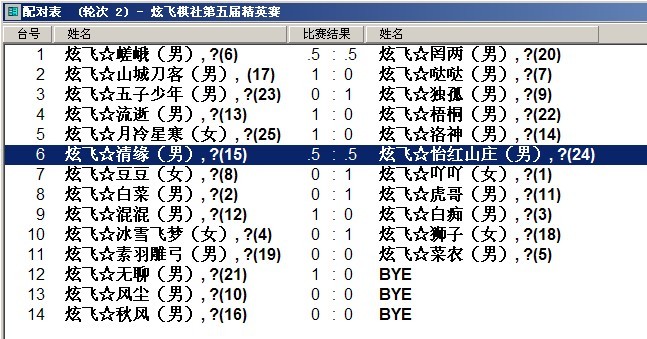 配对表 (轮次 2) - 炫飞棋社第五届精英赛
台号 姓名 比赛结果 姓名
1 炫飞☆嵯峨（男）, ?(6) .5 : .5 炫飞☆罔两（男）, ?(20)
2 炫飞☆山城刀客（男）, (17) 1 : 0 炫飞☆哒哒（男）, ?(7)
3 炫飞☆五子少年（男）, ?(23) 0 : 1 炫飞☆独孤（男）, ?(9)
4 炫飞☆流逝（男）, ?(13) 1 : 0 炫飞☆梧桐（男）, ?(22)
5 炫飞☆月冷星寒（女）, ?(25) 1 : 0 炫飞☆洛神（男）, ?(14)
6 炫飞☆清缘（男）, ?(15) .5 : .5 炫飞☆怡红山庄（男）, ?(24)
7 炫飞☆豆豆（女）, ?(8) 0 : 1 炫飞☆吖吖（女）, ?(1)
8 炫飞☆白菜（男）, ?(2) 0 : 1 炫飞☆虎哥（男）, ?(11)
9 炫飞☆混混（男）, ?(12) 1 : 0 炫飞☆白痴（男）, ?(3)
10 炫飞☆冰雪飞梦（女）, ?(4) 0 : 1 炫飞☆狮子（女）, ?(18)
11 炫飞☆素羽雕弓（男）, ?(19) 0 : 0 炫飞☆菜农（男）, ?(5)
12 炫飞☆无聊（男）, ?(21) 1 : 0 BYE
13 炫飞☆风尘（男）, ?(10) 0 : 0 BYE
14 炫飞☆秋风（男）, ?(16) 0 : 0 BYE